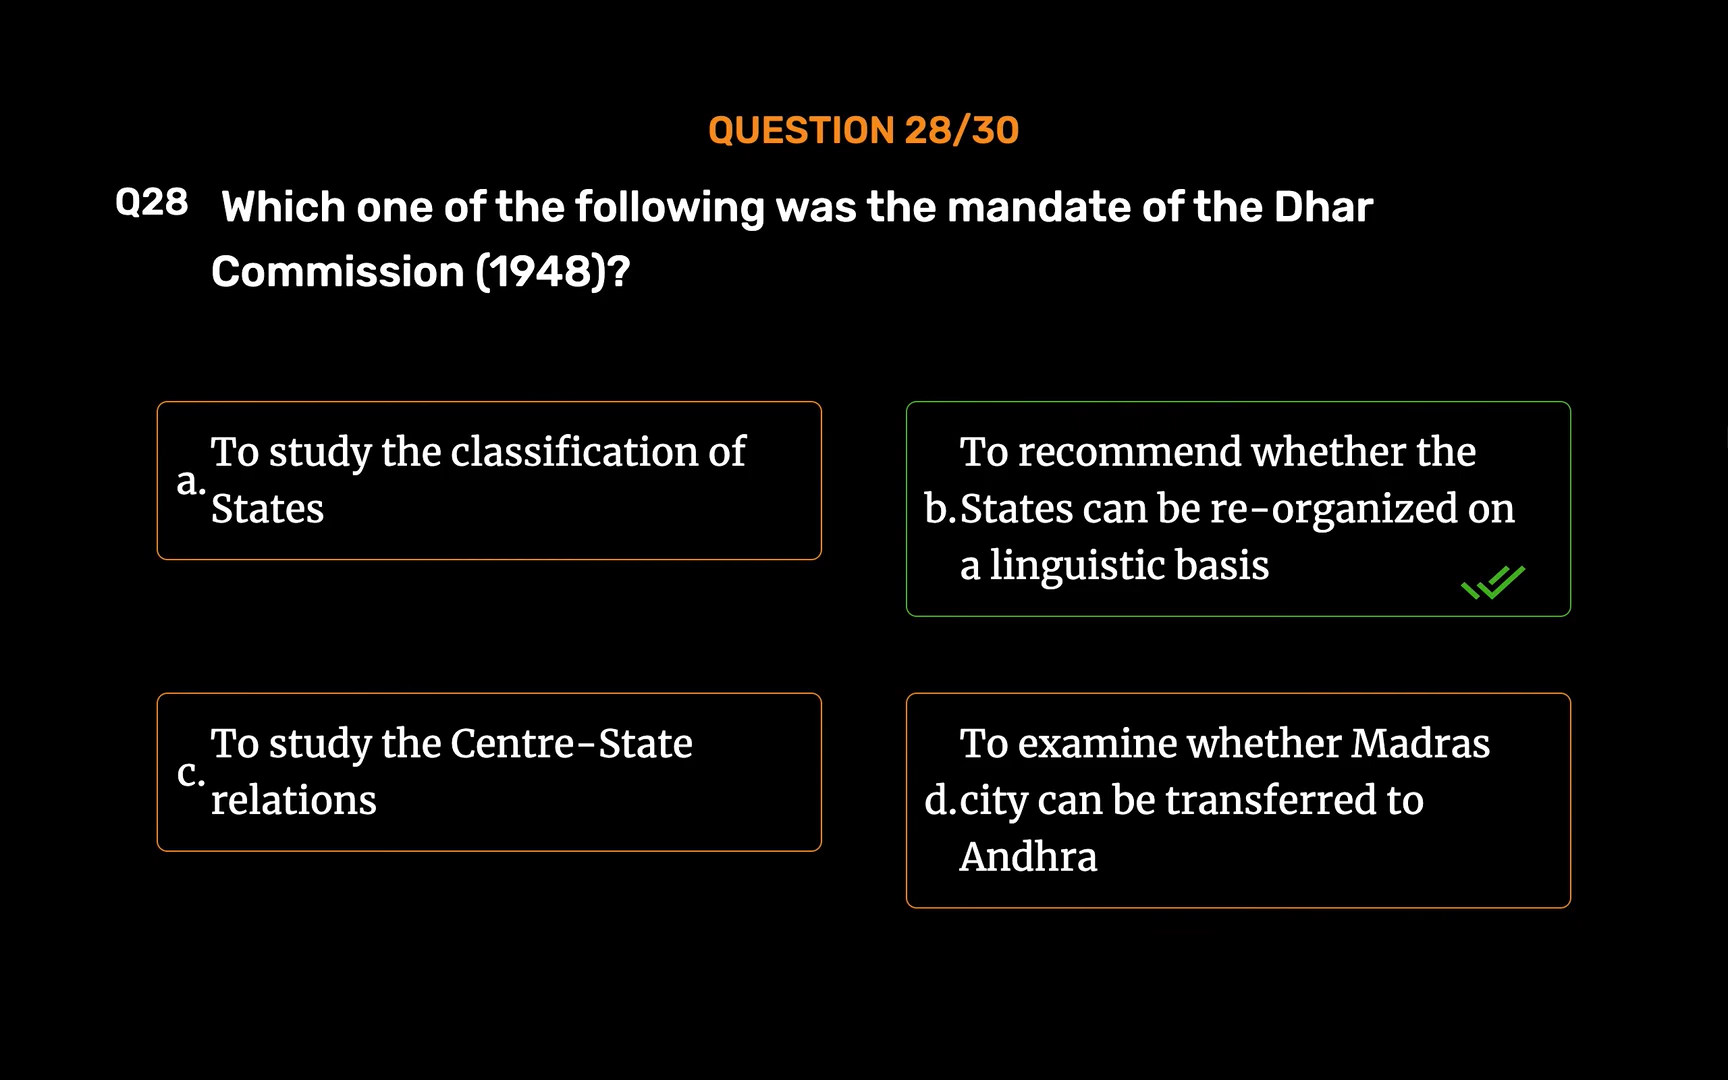 QUESTION 28/30
Q28 Which one of the following was the mandate of the Dhar
Commission (1948)?
a. To study the classification of
States
b. To recommend whether the
States can be re-organized on
a linguistic basis
c. To study the Centre-State
relations
d. To examine whether Madras
city can be transferred to
Andhra